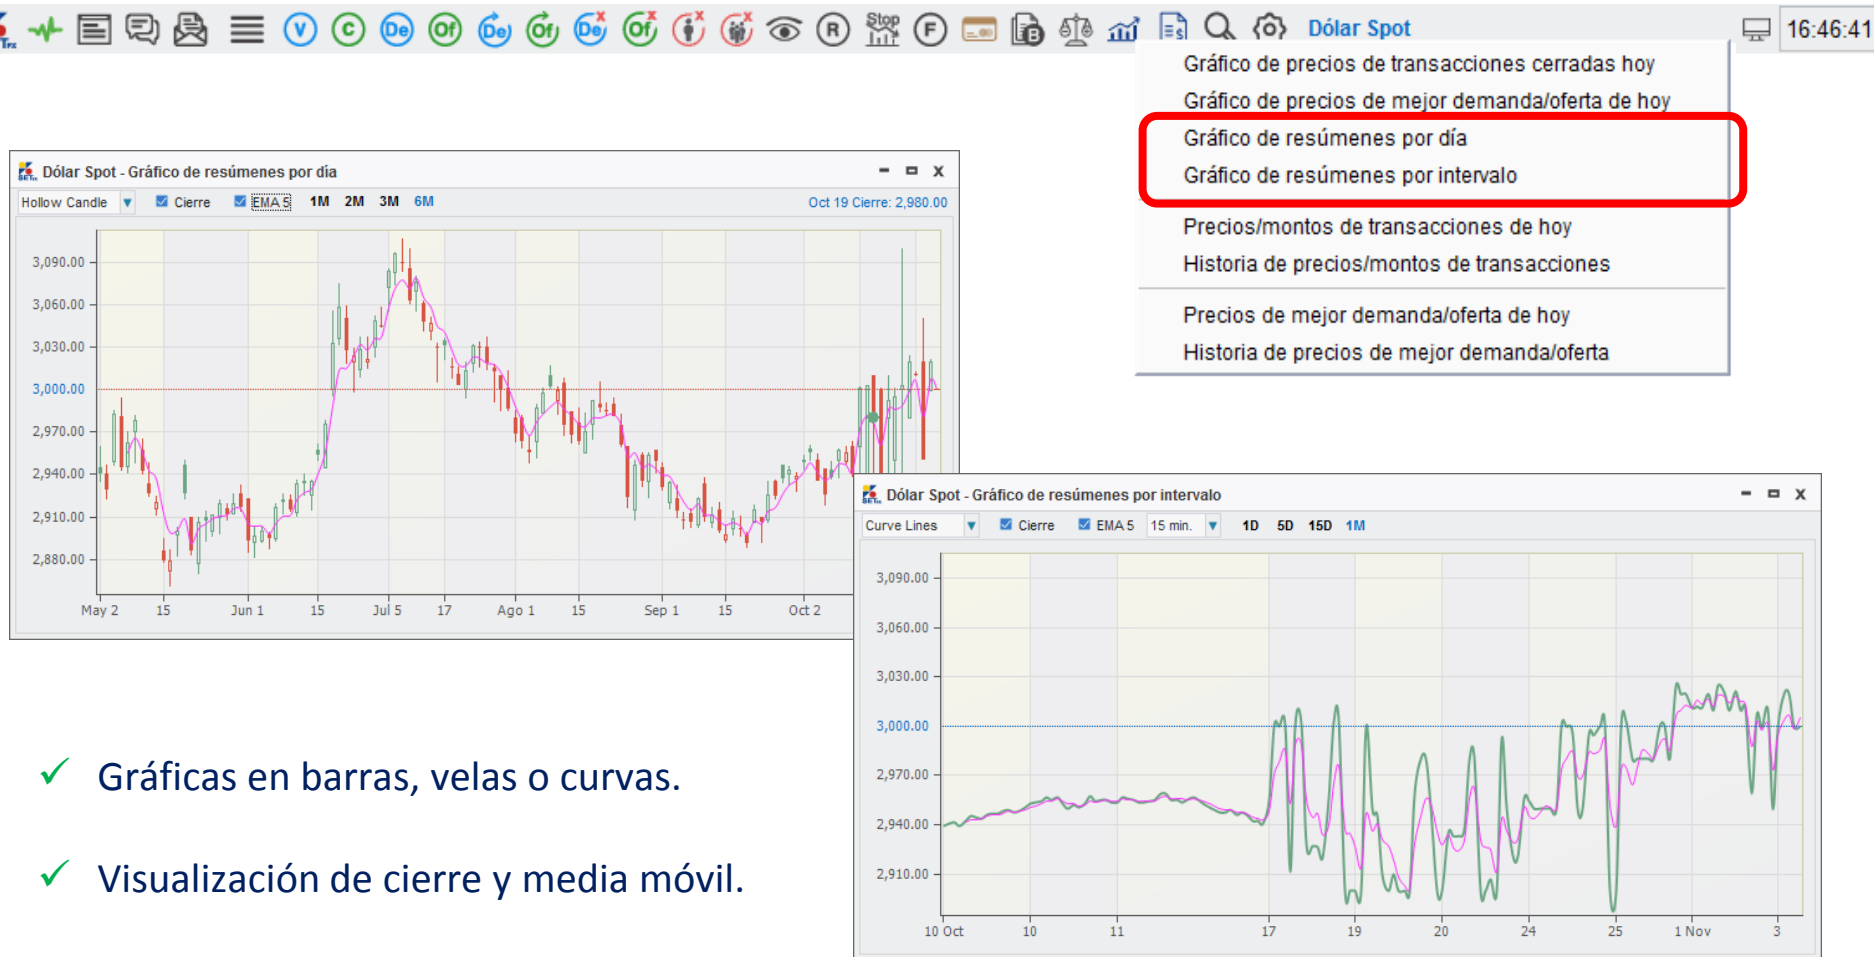 V C De Of De Of De Of R Stop F B Dólar Spot 16:46:41
Gráfico de precios de transacciones cerradas hoy
Gráfico de precios de mejor demanda/oferta de hoy
Gráfico de resúmenes por día
Gráfico de resúmenes por intervalo
Precios/montos de transacciones de hoy
Historia de precios/montos de transacciones
Precios de mejor demanda/oferta de hoy
Historia de precios de mejor demanda/oferta
Dólar Spot - Gráfico de resúmenes por día
Hollow Candle Cierre EMA 5 1M 2M 3M 6M Oct 19 Cierre: 2,980.00
3,090.00
3,060.00
3,030.00
3,000.00
2,970.00
2,940.00
2,910.00
2,880.00
May 2 15 Jun 1 15 Jul 5 17 Ago 1 15 Sep 1 15 Oct 2
Dólar Spot - Gráfico de resúmenes por intervalo
Curve Lines Cierre EMA 5 15 min. 1D 5D 15D 1M
3,090.00
3,060.00
3,030.00
3,000.00
2,970.00
2,940.00
2,910.00
10 Oct 10 11 17 19 20 24 25 1 Nov 3
✓ Gráficas en barras, velas o curvas.
✓ Visualización de cierre y media móvil.